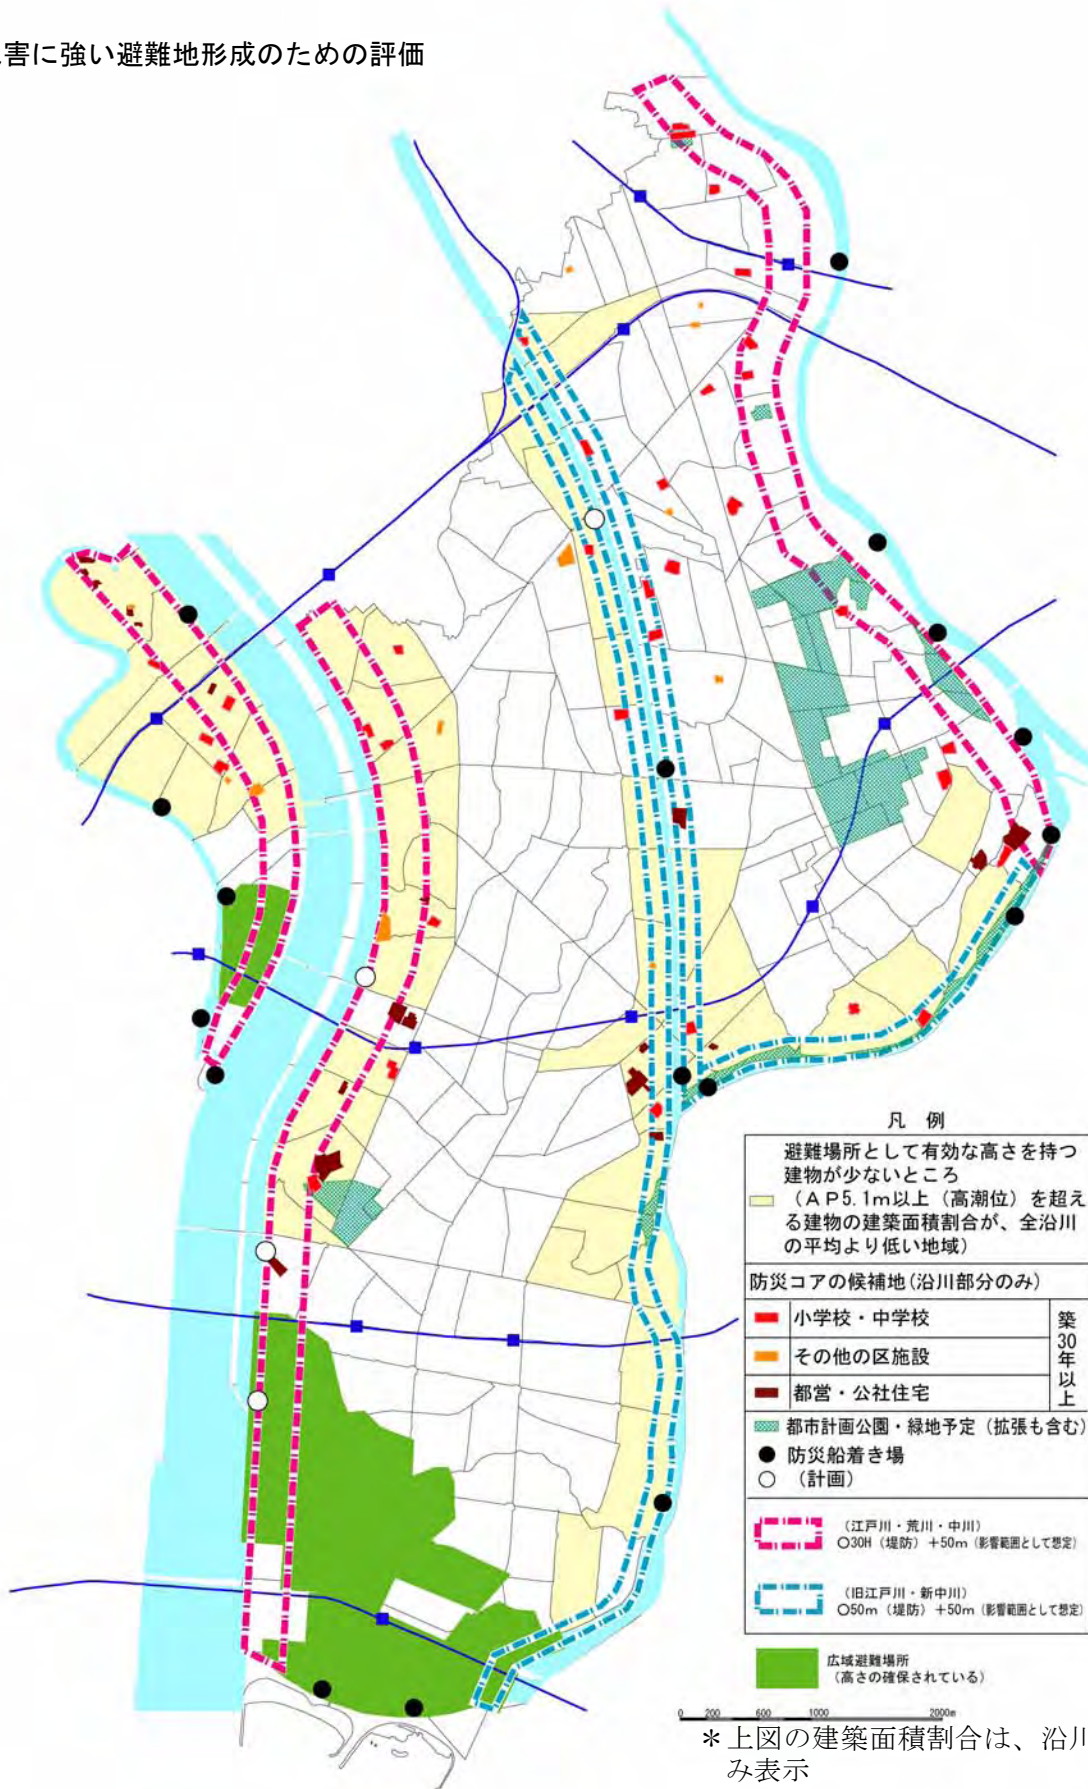 害に強い避難地形成のための評価
凡 例
避難場所として有効な高さを持つ
建物が少ないところ
（ＡＰ5.1m以上（高潮位）を超え
る建物の建築面積割合が、全沿川
の平均より低い地域）
防災コアの候補地(沿川部分のみ)
小学校・中学校
その他の区施設
都営・公社住宅
築30年以上
都市計画公園・緑地予定（拡張も含む）
防災船着き場
（計画）
（江戸川・荒川・中川）
○30H（堤防）＋50m（影響範囲として想定）
（旧江戸川・新中川）
○50m（堤防）＋50m（影響範囲として想定）
広域避難場所
（高さの確保されている）
0 200 600 1000 2000m
＊上図の建築面積割合は、沿川
み表示